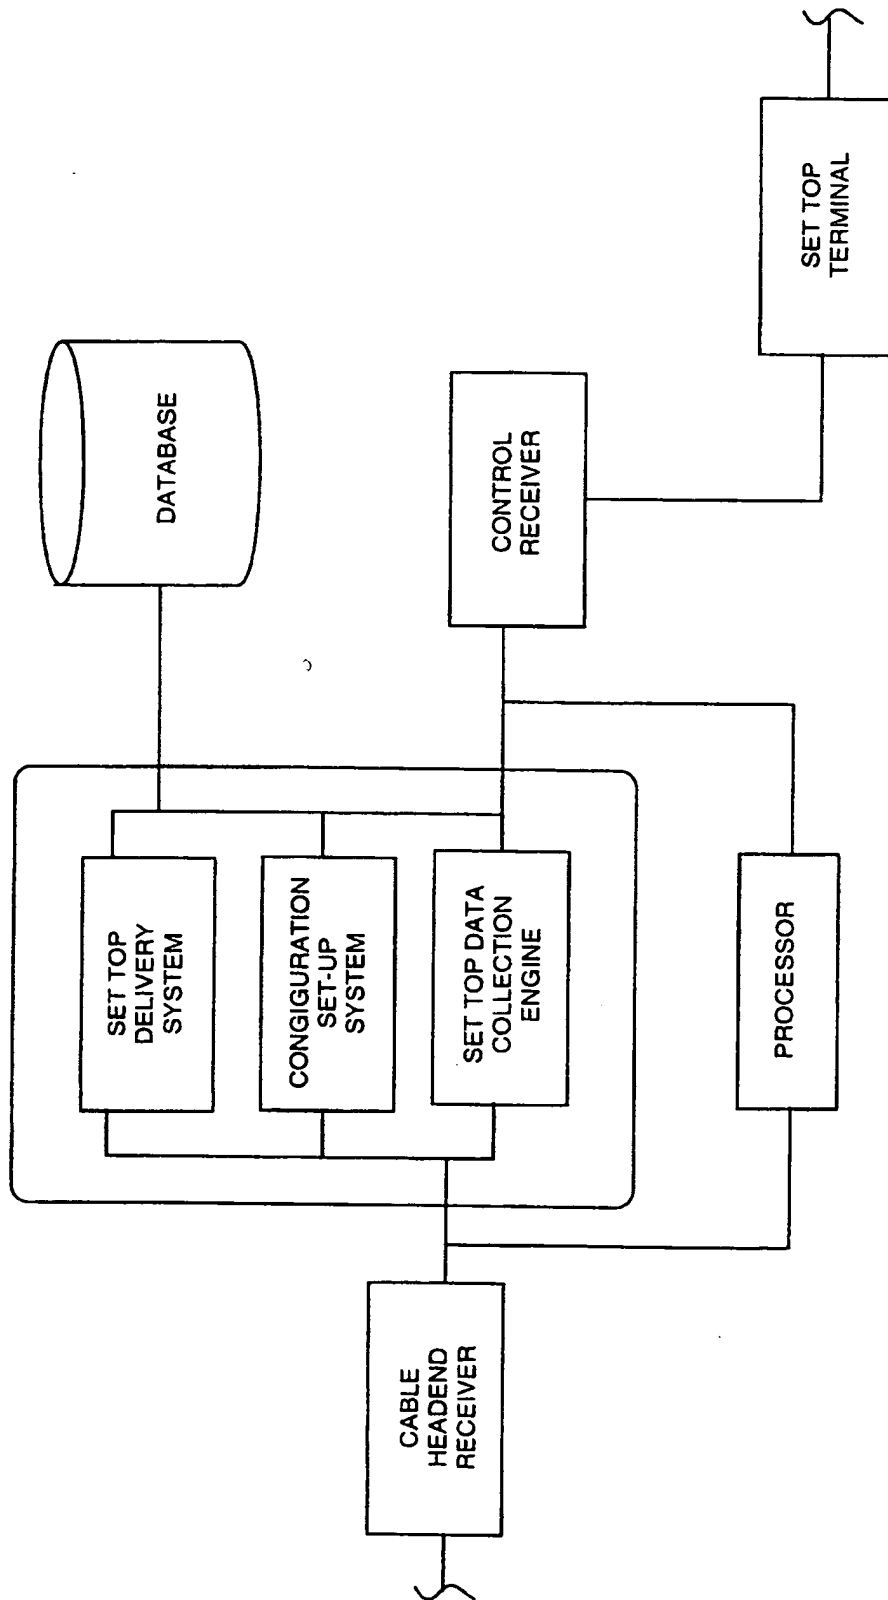 CABLE
HEADEND
RECEIVER
SET TOP
DELIVERY
SYSTEM
CONGIGURATION
SET-UP
SYSTEM
SET TOP DATA
COLLECTION
ENGINE
PROCESSOR
DATABASE
CONTROL
RECEIVER
SET TOP
TERMINAL